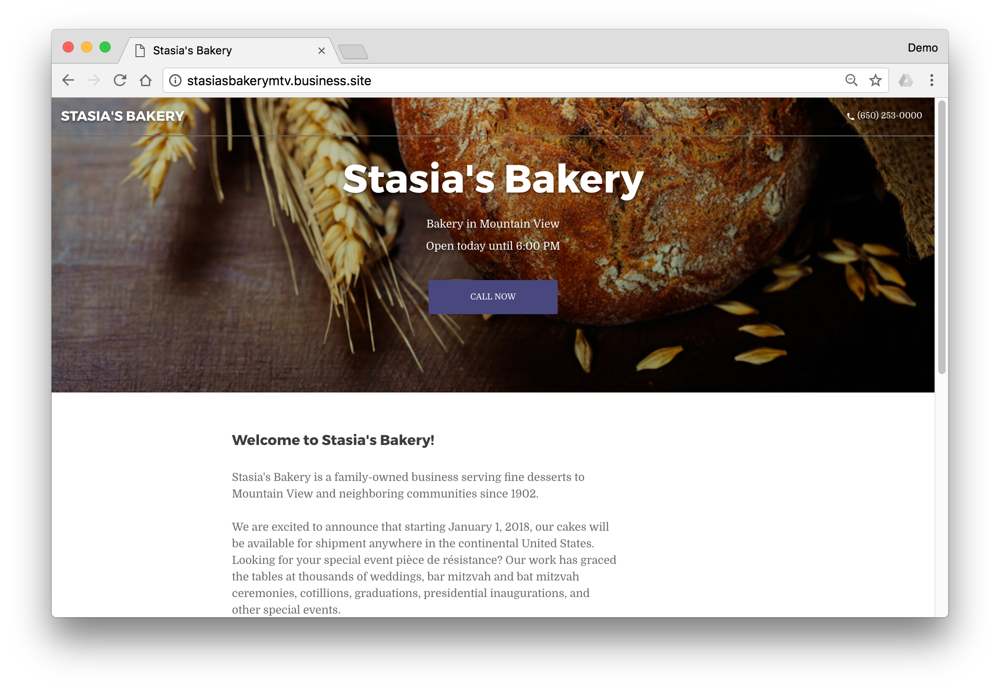 Stasia's Bakery
Demo
stasiasbakerymtv.business.site
STASIA'S BAKERY
(650) 253-0000
Stasia's Bakery
Bakery in Mountain View
Open today until 6:00 PM
CALL NOW
Welcome to Stasia's Bakery!
Stasia's Bakery is a family-owned business serving fine desserts to
Mountain View and neighboring communities since 1902.
We are excited to announce that starting January 1, 2018, our cakes will
be available for shipment anywhere in the continental United States.
Looking for your special event pièce de résistance? Our work has graced
the tables at thousands of weddings, bar mitzvah and bat mitzvah
ceremonies, cotillions, graduations, presidential inaugurations, and
other special events.